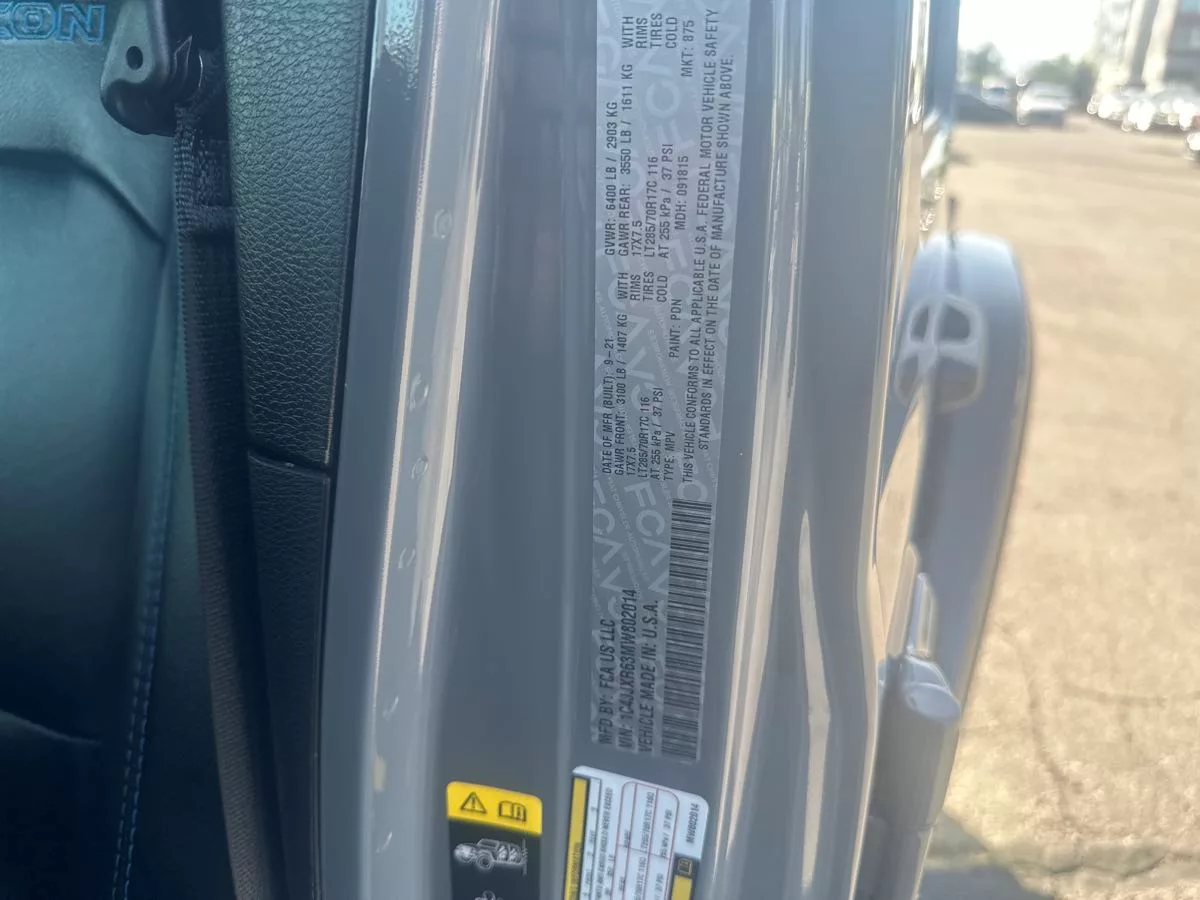 MFD BY: FCA US LLC
VIN: 1C4JJXR63MW802014
VEHICLE MADE IN: U.S.A.
DATE OF MFR (BUILT): 9-21 GVWR: 6400 LB / 2903 KG
GAWR FRONT: 3100 LB / 1407 KG WITH GAWR REAR: 3550 LB / 1611 KG WITH
17X7.5 RIMS 17X7.5 RIMS
LT285/70R17C 116 TIRES LT285/70R17C 116 TIRES
AT 255 kPa / 37 PSI COLD AT 255 kPa / 37 PSI COLD
TYPE: MPV PAINT: PDN MDH: 091815 MKT: 875
THIS VEHICLE CONFORMS TO ALL APPLICABLE U.S.A. FEDERAL MOTOR VEHICLE SAFETY
STANDARDS IN EFFECT ON THE DATE OF MANUFACTURE SHOWN ABOVE.
MW802014